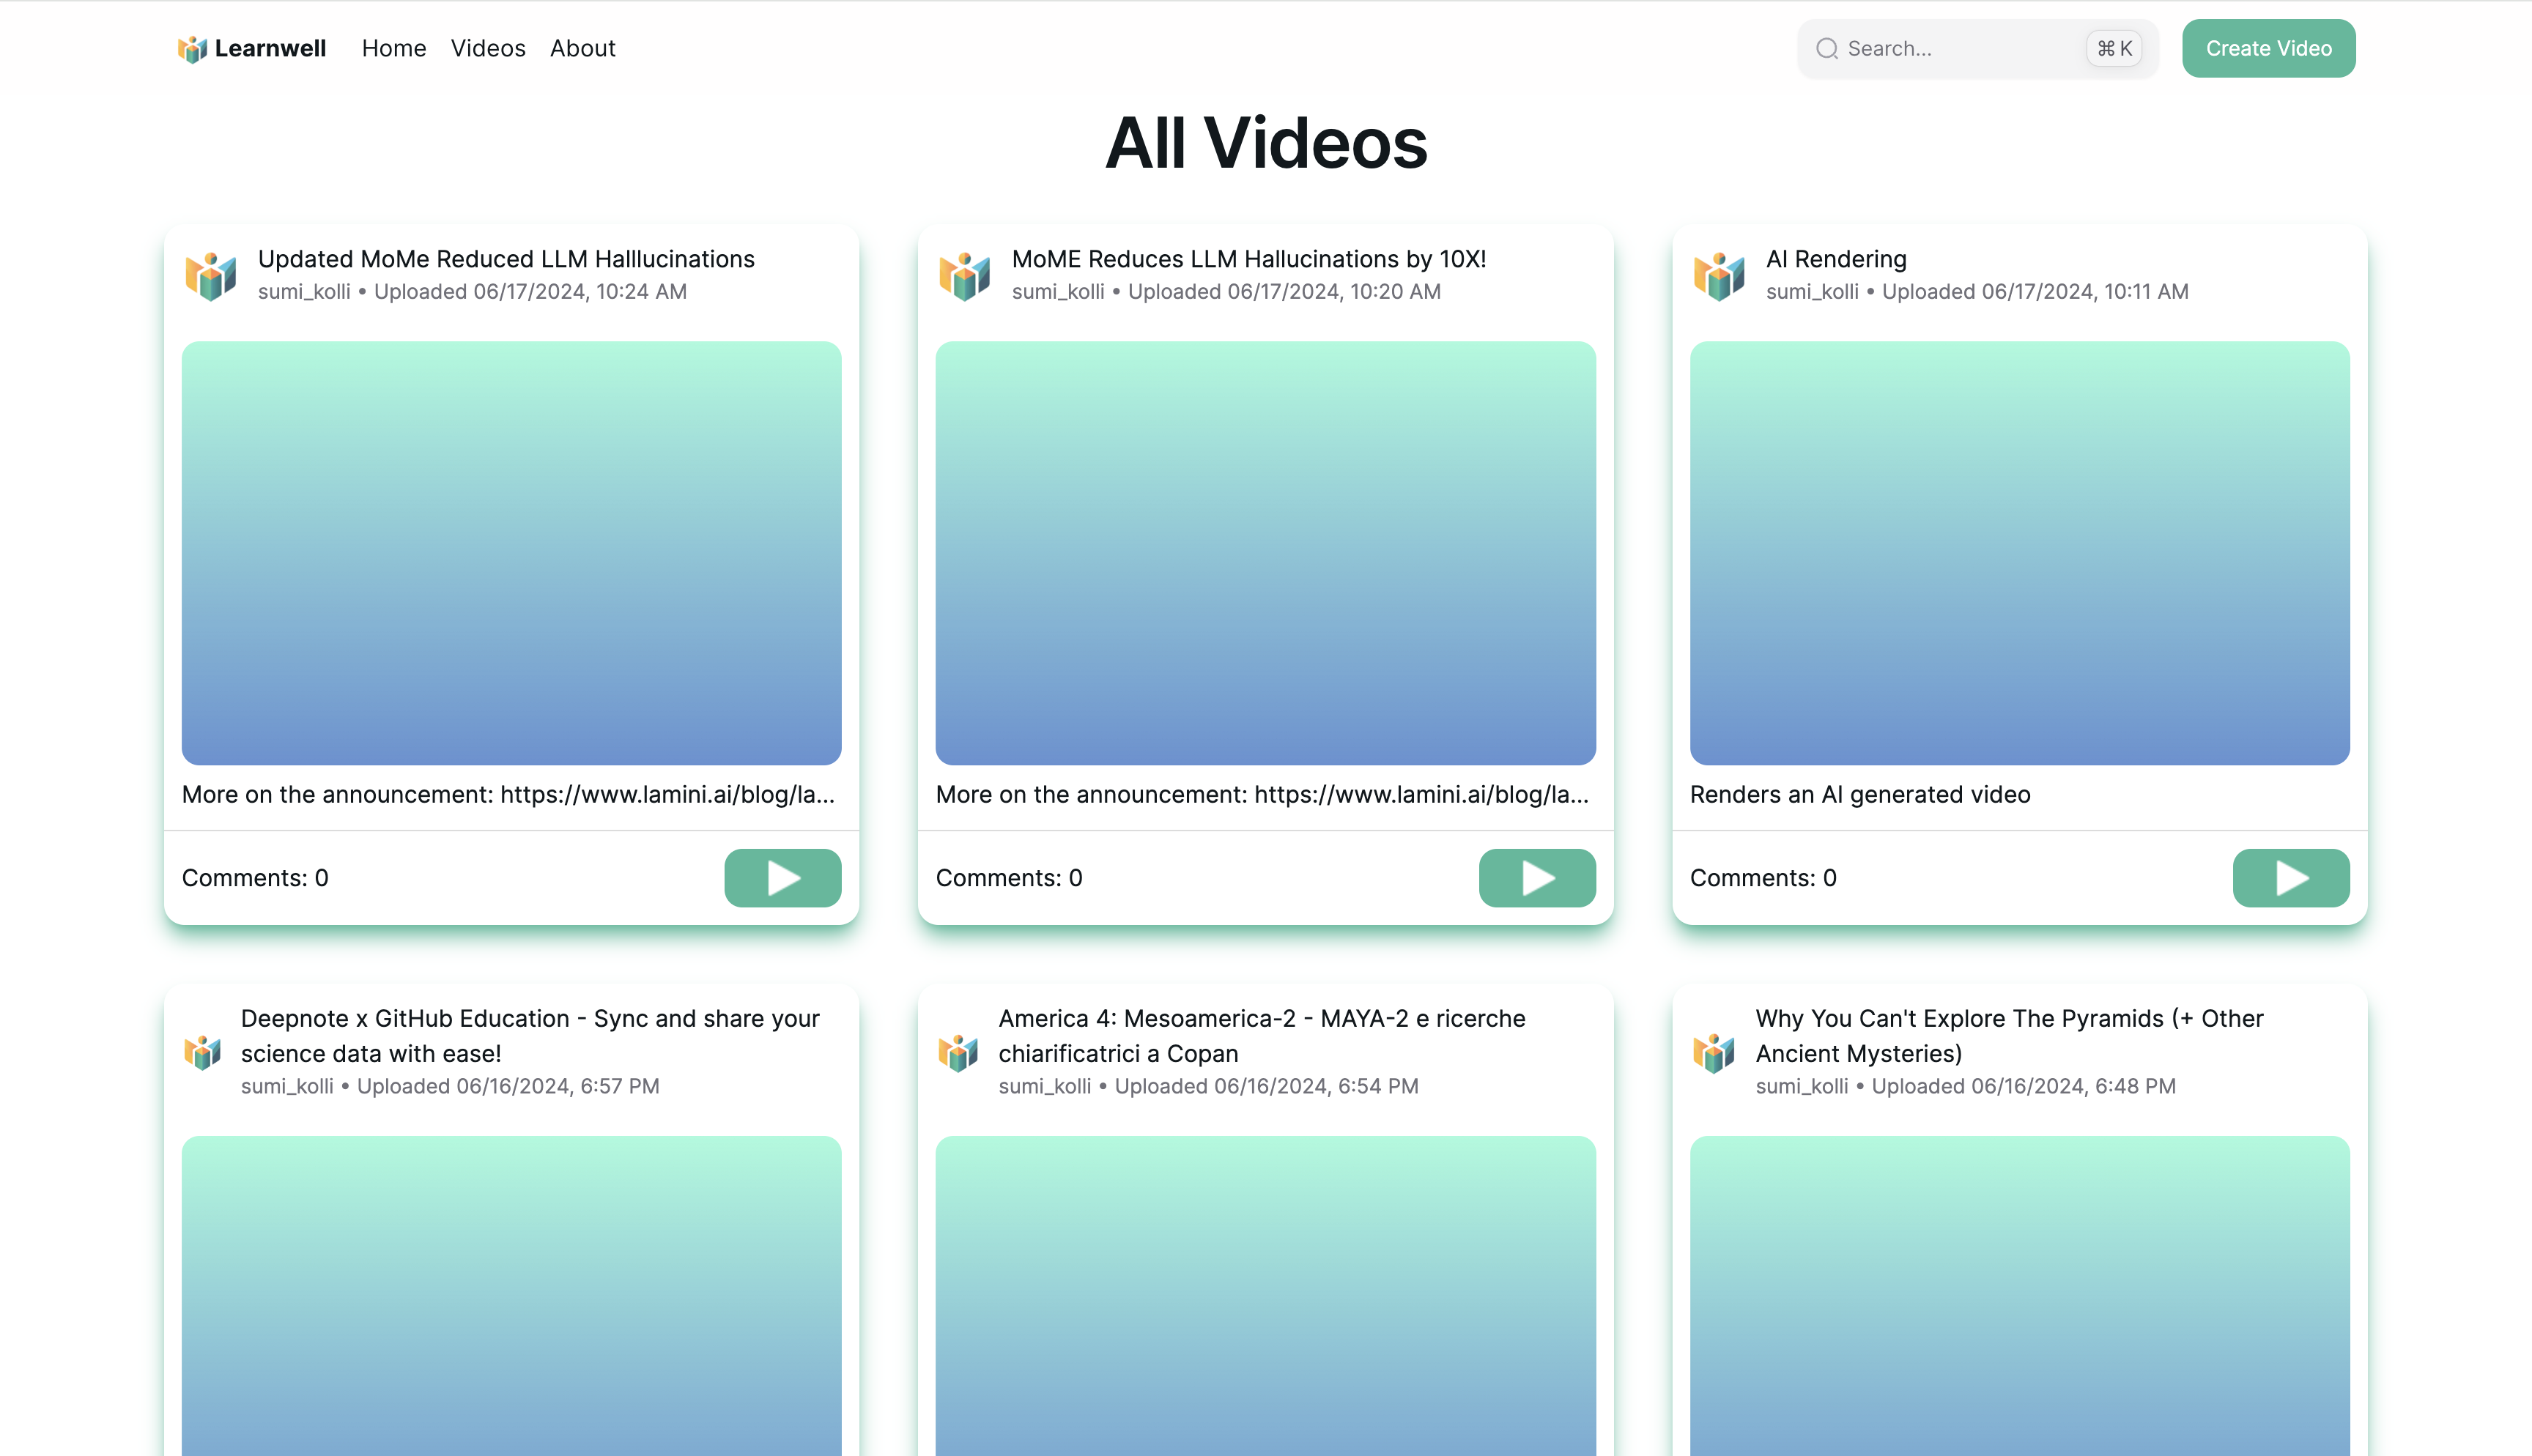 Learnwell Home Videos About Search... ⌘ K Create Video
All Videos
Updated MoMe Reduced LLM Halllucinations
sumi_kolli • Uploaded 06/17/2024, 10:24 AM
MoME Reduces LLM Hallucinations by 10X!
sumi_kolli • Uploaded 06/17/2024, 10:20 AM
AI Rendering
sumi_kolli • Uploaded 06/17/2024, 10:11 AM
More on the announcement: https://www.lamini.ai/blog/la...
More on the announcement: https://www.lamini.ai/blog/la...
Renders an AI generated video
Comments: 0
Comments: 0
Comments: 0
Deepnote x GitHub Education - Sync and share your
science data with ease!
sumi_kolli • Uploaded 06/16/2024, 6:57 PM
America 4: Mesoamerica-2 - MAYA-2 e ricerche
chiarificatrici a Copan
sumi_kolli • Uploaded 06/16/2024, 6:54 PM
Why You Can't Explore The Pyramids (+ Other
Ancient Mysteries)
sumi_kolli • Uploaded 06/16/2024, 6:48 PM